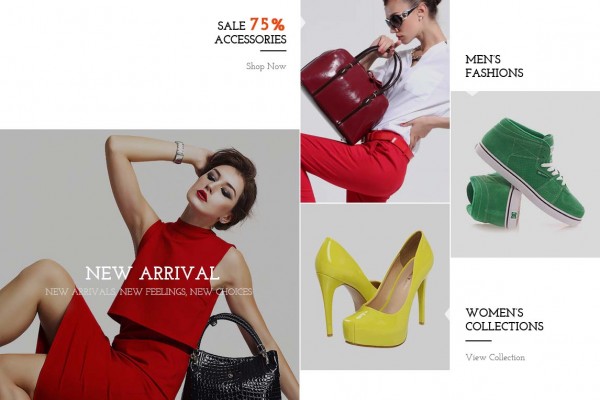 SALE 75%
ACCESSORIES
Shop Now
MEN'S
FASHIONS
NEW ARRIVAL
NEW ARRIVALS, NEW FEELINGS, NEW CHOICES
WOMEN'S
COLLECTIONS
View Collection